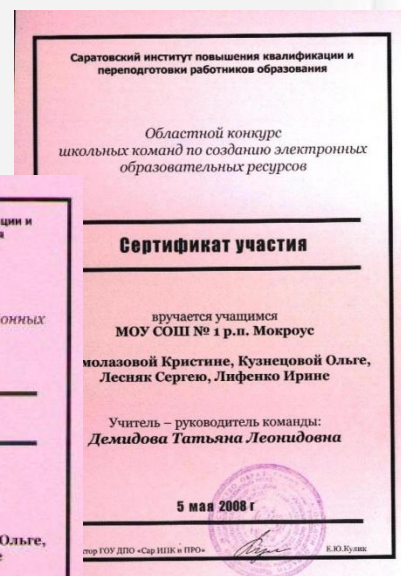 Саратовский институт повышения квалификации и
переподготовки работников образования
Областной конкурс
школьных команд по созданию электронных
образовательных ресурсов
Сертификат участия
вручается учащимся
МОУ СОШ № 1 р.п. Мокроус
Кристине, Кузнецовой Ольге,
Лесняк Сергею, Лифенко Ирине
Учитель – руководитель команды:
Демидова Татьяна Леонидовна
5 мая 2008 г
ГОУ ДПО «Сар ИПК и ПРО»
Е.Ю.Кулик
Ольге,